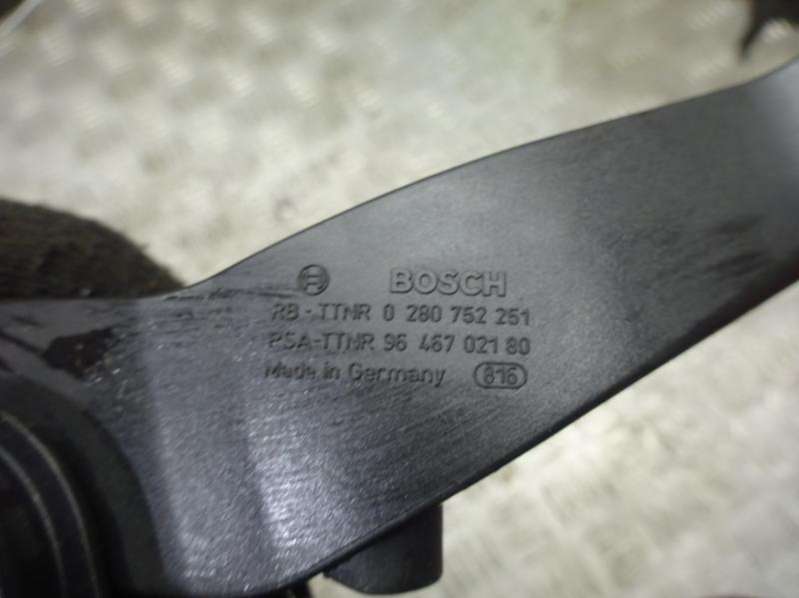 BOSCH
RB-TTNR 0 280 752 251
PSA-TTNR 96 467 021 80
Made in Germany 816